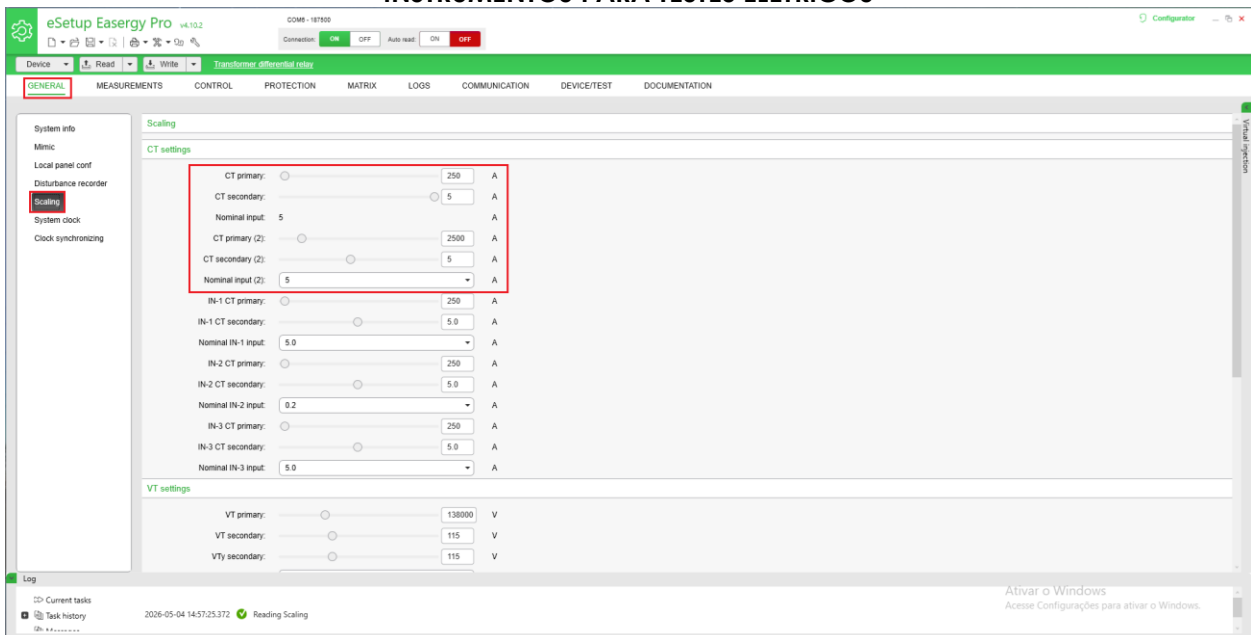 INSTRUMENTOS PARA TESTES ELÉTRICOS
eSetup Easergy Pro v4.10.2
COM6 - 187500
Configurator
Connection: ON OFF Auto read: ON OFF
Device Read Write Transformer differential relay
GENERAL MEASUREMENTS CONTROL PROTECTION MATRIX LOGS COMMUNICATION DEVICE/TEST DOCUMENTATION
System info
Mimic
Local panel conf
Disturbance recorder
Scaling
System clock
Clock synchronizing
Scaling
CT settings
CT primary: 250 A
CT secondary: 5 A
Nominal input: 5 A
CT primary (2): 2500 A
CT secondary (2): 5 A
Nominal input (2): 5 A
IN-1 CT primary: 250 A
IN-1 CT secondary: 5.0 A
Nominal IN-1 input: 5.0 A
IN-2 CT primary: 250 A
IN-2 CT secondary: 5.0 A
Nominal IN-2 input: 0.2 A
IN-3 CT primary: 250 A
IN-3 CT secondary: 5.0 A
Nominal IN-3 input: 5.0 A
VT settings
VT primary: 138000 V
VT secondary: 115 V
VTy secondary: 115 V
Virtual injection
Log
Current tasks
Task history
2026-05-04 14:57:25.372 Reading Scaling
Ativar o Windows
Acesse Configurações para ativar o Windows.